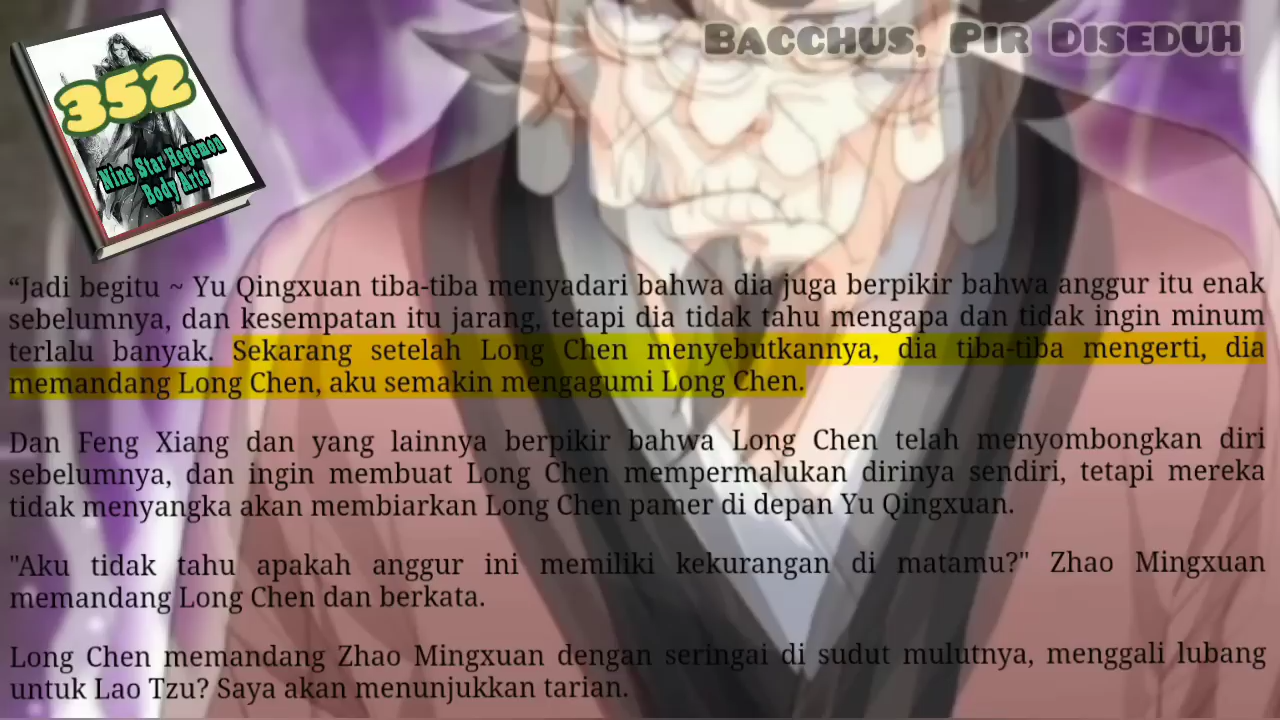 Bacchus, Pir Diseduh
352
Nine Star Hegemon
Body Arts
“Jadi begitu ~ Yu Qingxuan tiba-tiba menyadari bahwa dia juga berpikir bahwa anggur itu enak
sebelumnya, dan kesempatan itu jarang, tetapi dia tidak tahu mengapa dan tidak ingin minum
terlalu banyak. Sekarang setelah Long Chen menyebutkannya, dia tiba-tiba mengerti, dia
memandang Long Chen, aku semakin mengagumi Long Chen.
Dan Feng Xiang dan yang lainnya berpikir bahwa Long Chen telah menyombongkan diri
sebelumnya, dan ingin membuat Long Chen mempermalukan dirinya sendiri, tetapi mereka
tidak menyangka akan membiarkan Long Chen pamer di depan Yu Qingxuan.
"Aku tidak tahu apakah anggur ini memiliki kekurangan di matamu?" Zhao Mingxuan
memandang Long Chen dan berkata.
Long Chen memandang Zhao Mingxuan dengan seringai di sudut mulutnya, menggali lubang
untuk Lao Tzu? Saya akan menunjukkan tarian.